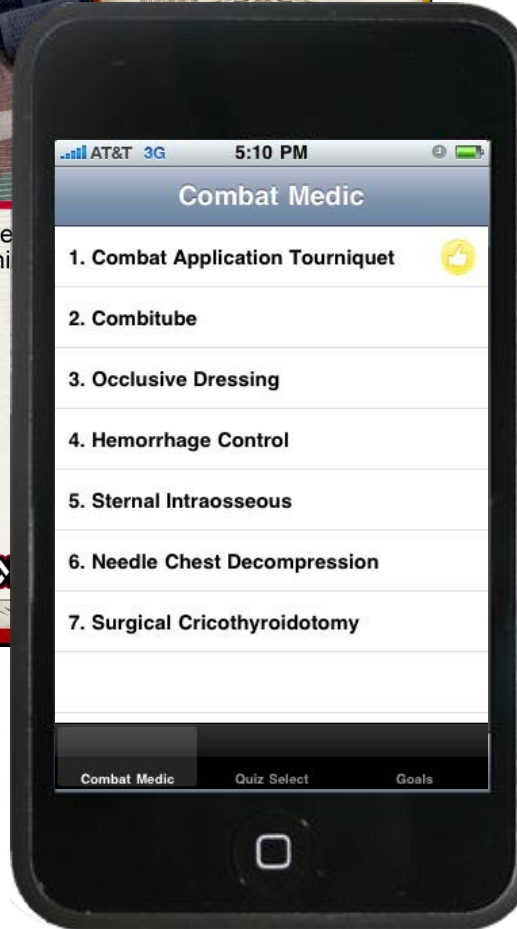 AT&T 3G 5:10 PM
Combat Medic
1. Combat Application Tourniquet
2. Combitube
3. Occlusive Dressing
4. Hemorrhage Control
5. Sternal Intraosseous
6. Needle Chest Decompression
7. Surgical Cricothyroidotomy
Combat Medic Quiz Select Goals